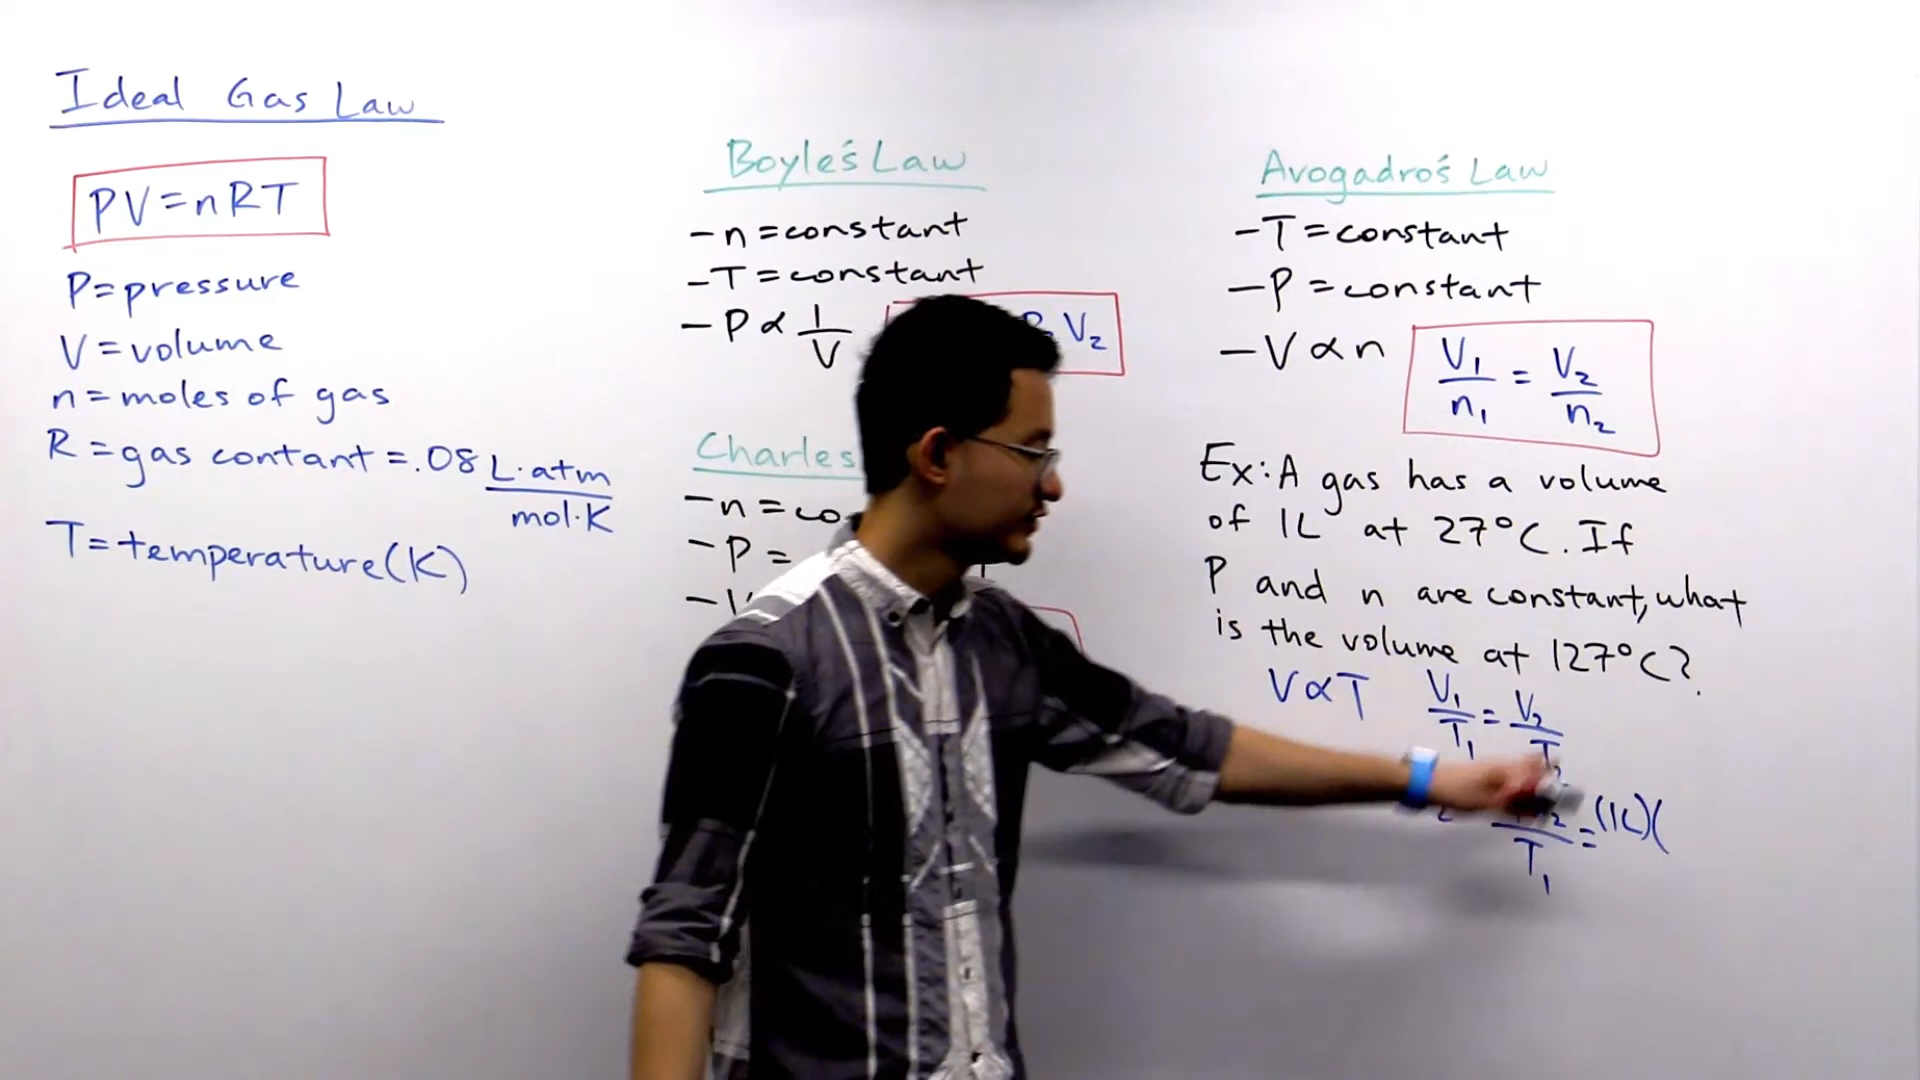 Ideal Gas Law
PV=nRT
P=pressure
V=volume
n=moles of gas
R=gas contant=.08 L·atm
mol·K
T=temperature(K)
Boyle's Law
-n=constant
-T=constant
-P∝1/V
V₂
Charles
-n=co
-P=
-V
Avogadro's Law
-T=constant
-P=constant
-V∝n
V₁/n₁ = V₂/n₂
Ex: A gas has a volume
of 1L at 27°C. If
P and n are constant, what
is the volume at 127°C?
V∝T V₁/T₁ = V₂/T₂
T₁ =(1L)(